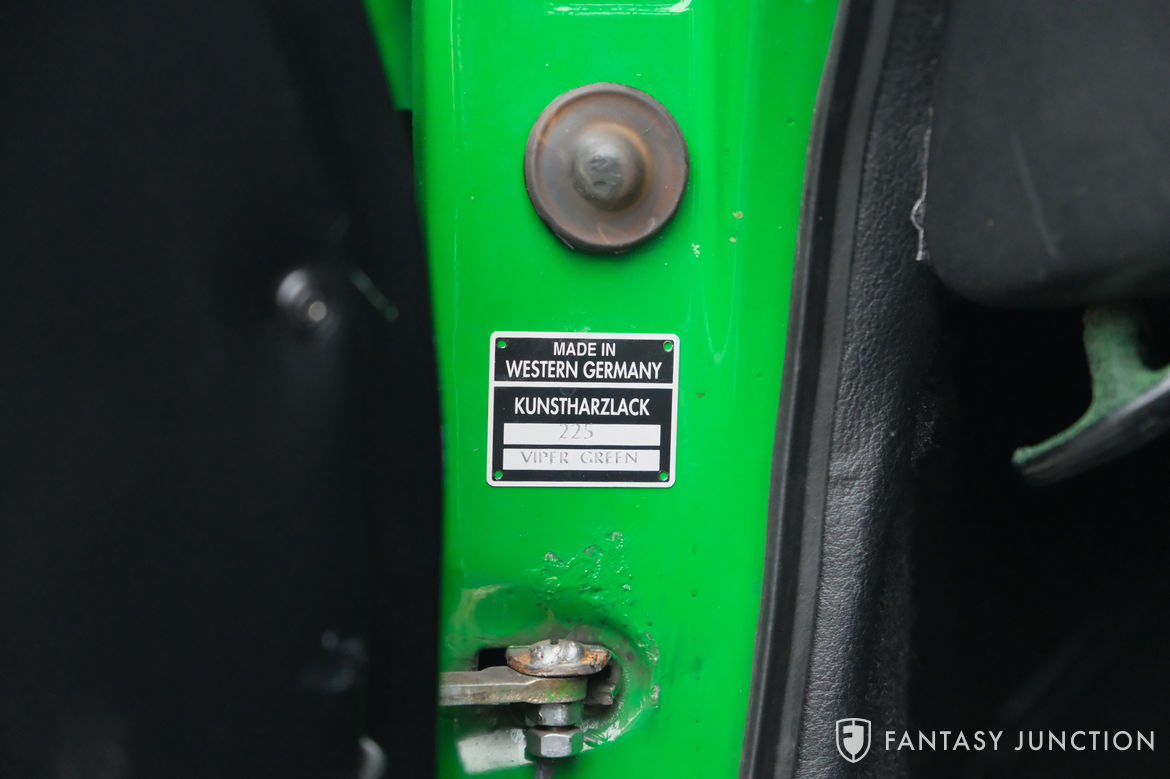 MADE IN
WESTERN GERMANY
KUNSTHARZLACK
225
VIPER GREEN
FANTASY JUNCTION